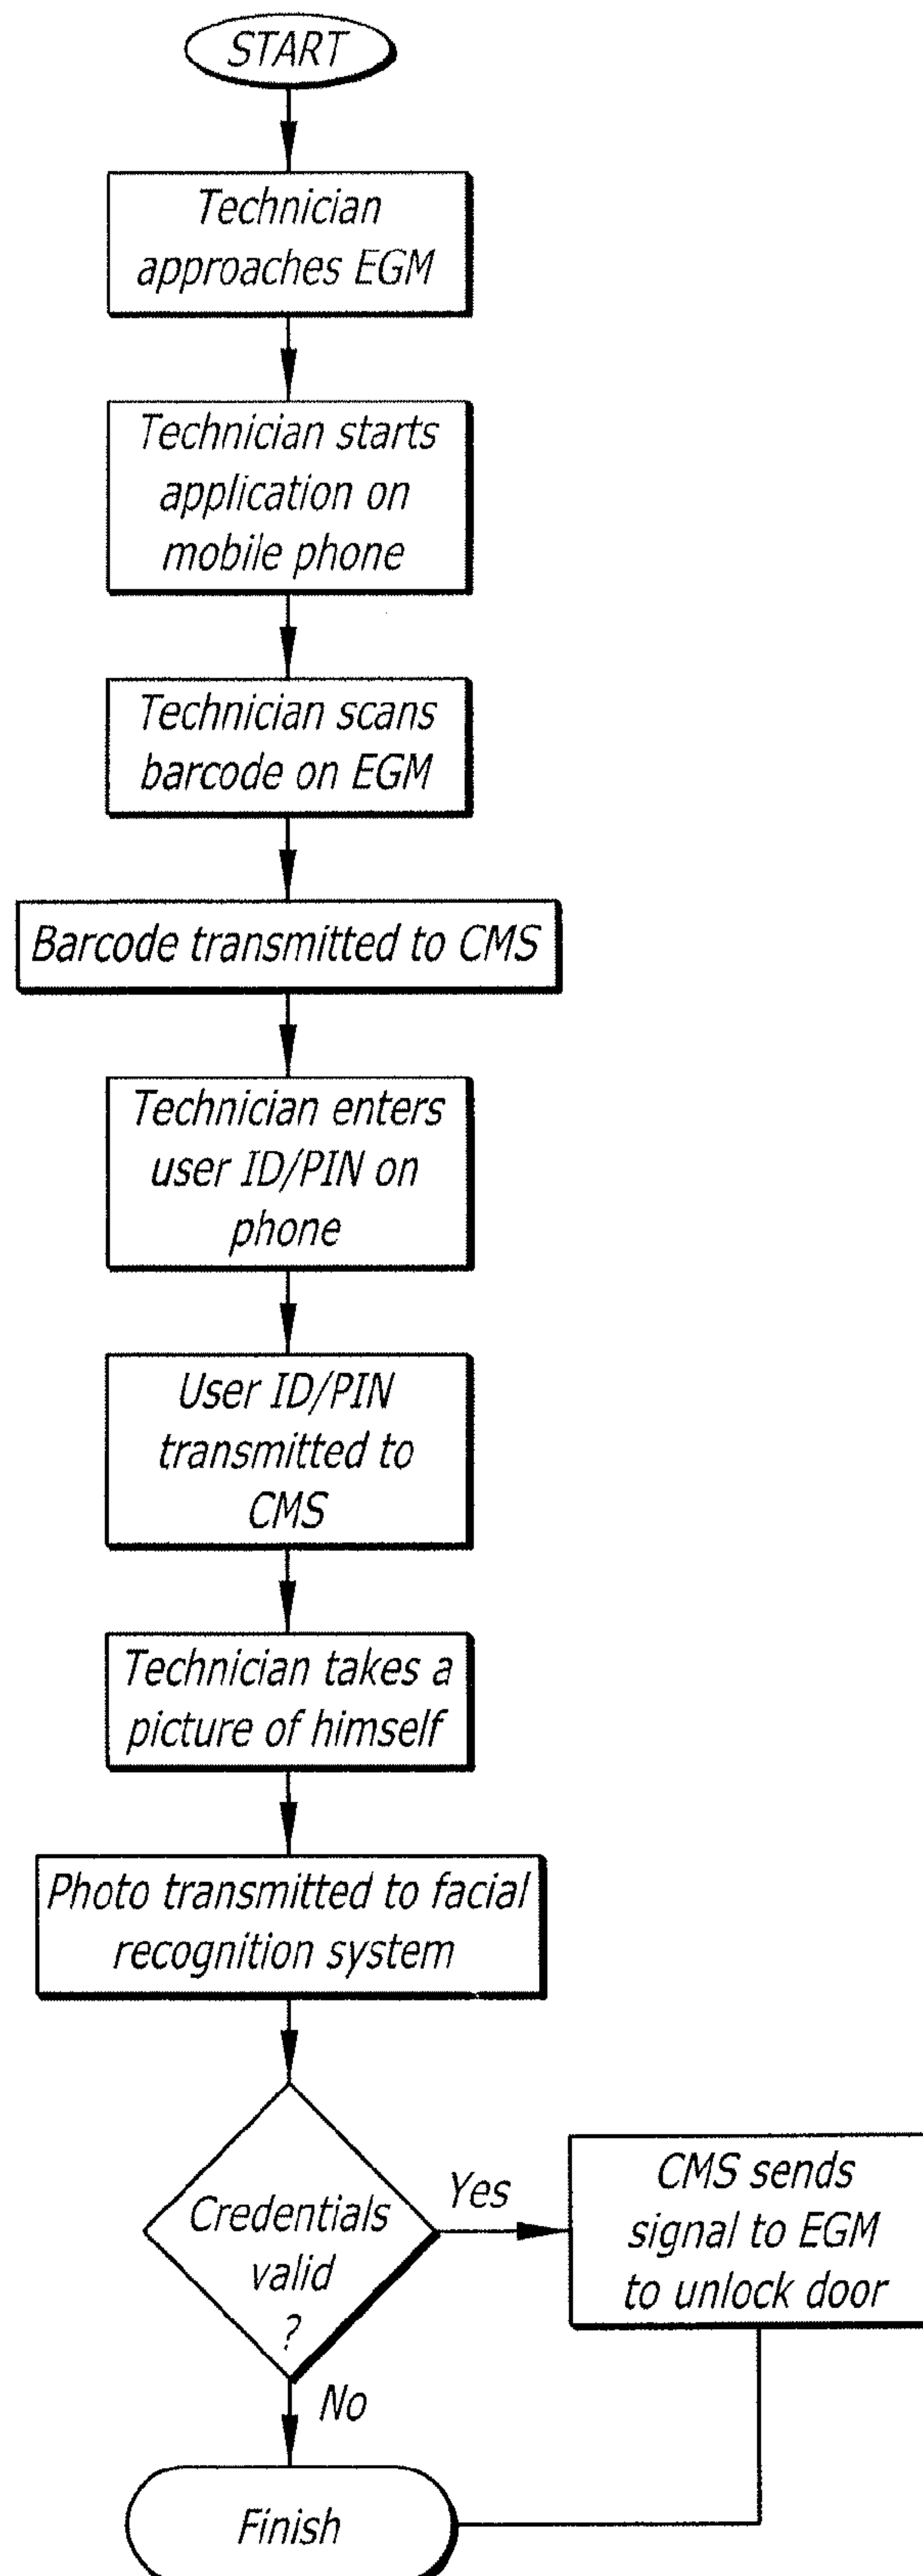 START
Technician
approaches EGM
Technician starts
application on
mobile phone
Technician scans
barcode on EGM
Barcode transmitted to CMS
Technician enters
user ID/PIN on
phone
User ID/PIN
transmitted to
CMS
Technician takes a
picture of himself
Photo transmitted to facial
recognition system
Credentials
valid
?
Yes
CMS sends
signal to EGM
to unlock door
No
Finish